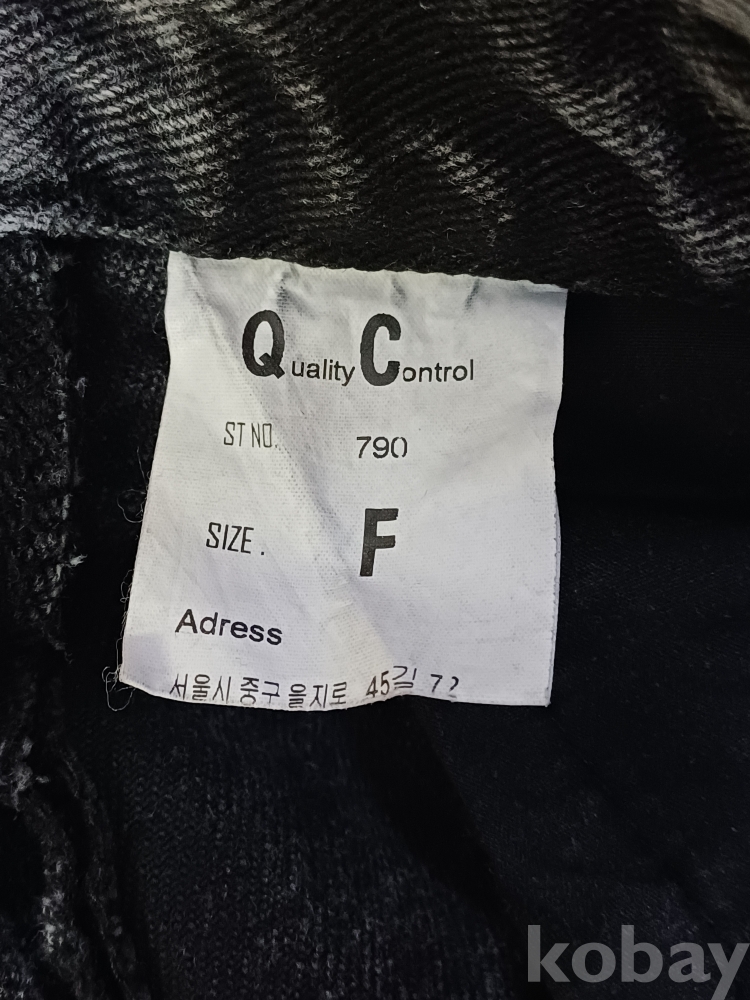 Quality Control
ST NO. 790
SIZE. F
Adress
서울시 중구 을지로 45길 72
kobay